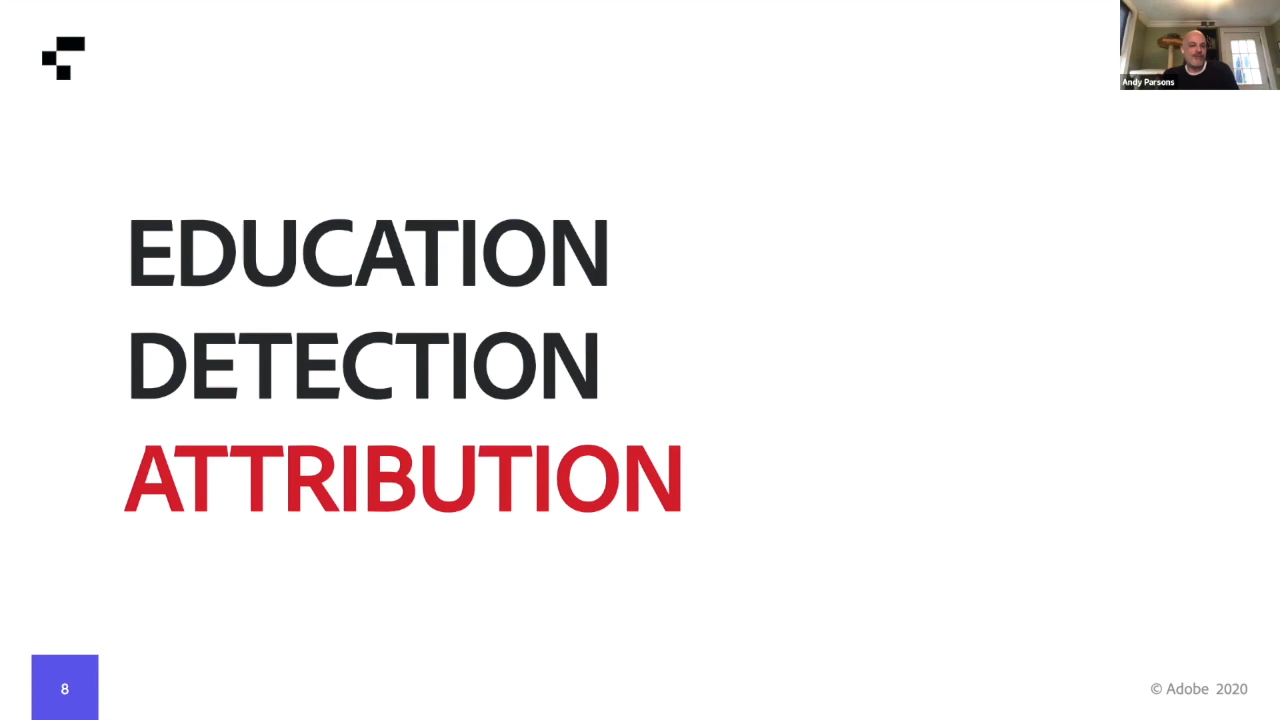 Andy Parsons
EDUCATION
DETECTION
ATTRIBUTION
8
© Adobe 2020